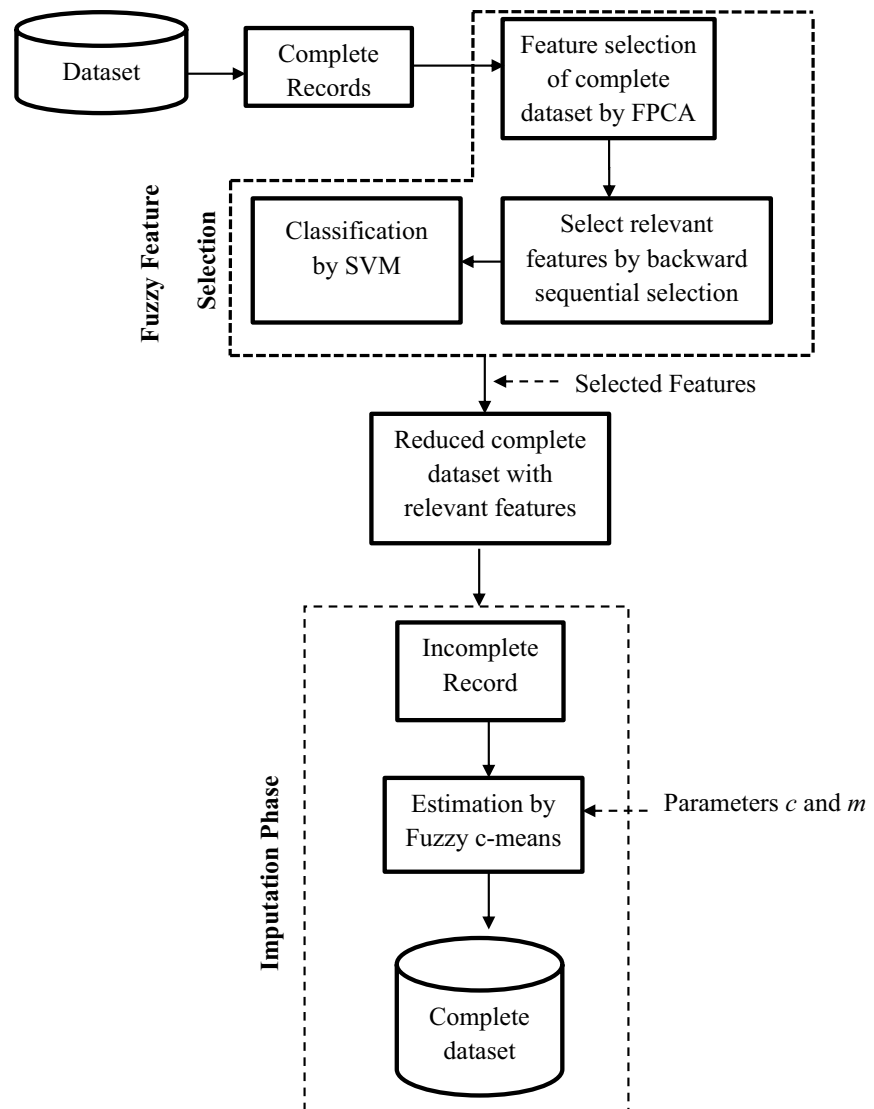 Dataset
Complete
Records
Feature selection
of complete
dataset by FPCA
Fuzzy Feature
Selection
Classification
by SVM
Select relevant
features by backward
sequential selection
Selected Features
Reduced complete
dataset with
relevant features
Imputation Phase
Incomplete
Record
Estimation by
Fuzzy c-means
Parameters c and m
Complete
dataset